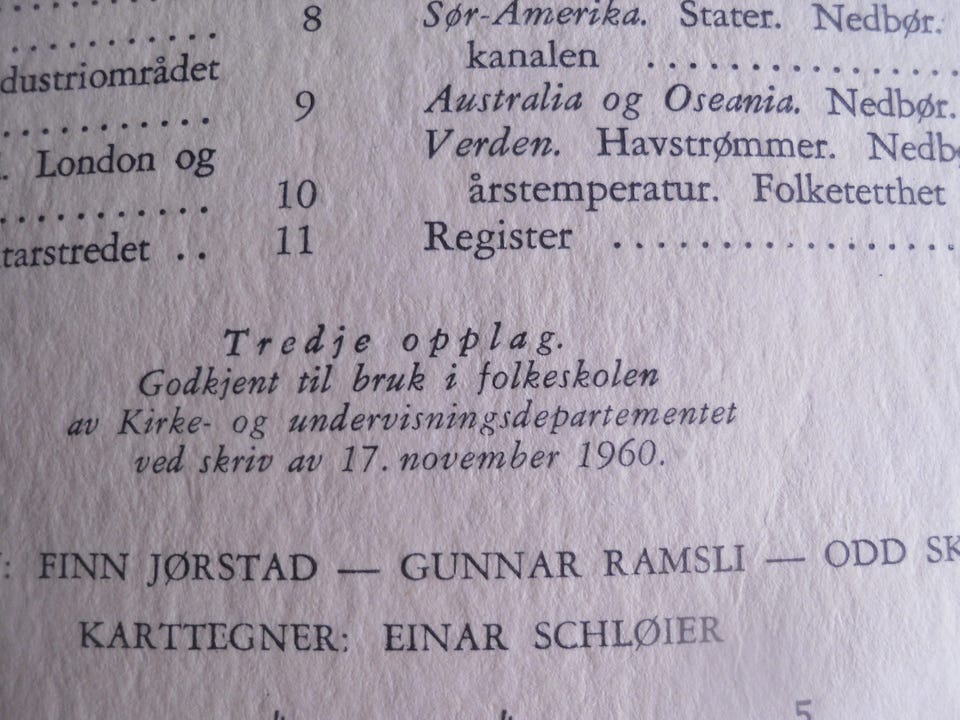 8
dustriområdet
9
London og
10
tarstredet . .
11
Sør-Amerika. Stater. Nedbør.
kanalen . . . . . . . . . . . . . . . .
Australia og Oseania. Nedbør.
Verden. Havstrømmer. Nedb
årstemperatur. Folketetthet
Register . . . . . . . . . . . . . . . . . .
Tredje opplag.
Godkjent til bruk i folkeskolen
av Kirke- og undervisningsdepartementet
ved skriv av 17. november 1960.
: FINN JØRSTAD — GUNNAR RAMSLI — ODD SK
KARTTEGNER: EINAR SCHLØIER
5